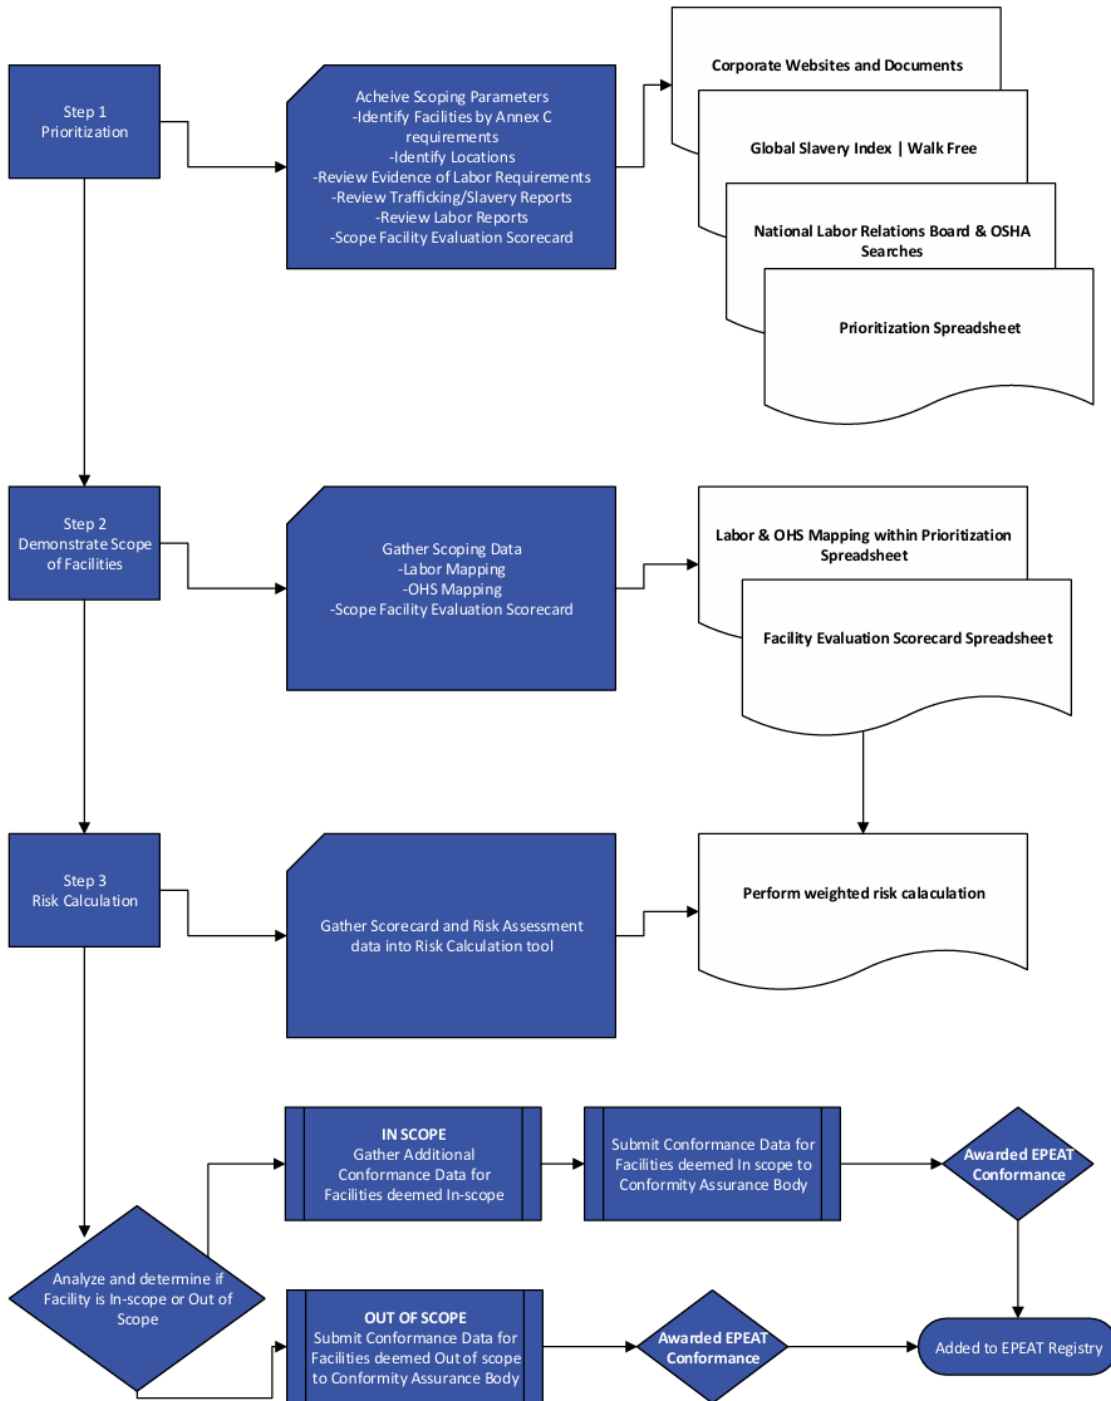 Step 1
Prioritization
Acheive Scoping Parameters
-Identify Facilities by Annex C
requirements
-Identify Locations
-Review Evidence of Labor Requirements
-Review Trafficking/Slavery Reports
-Review Labor Reports
-Scope Facility Evaluation Scorecard
Corporate Websites and Documents
Global Slavery Index | Walk Free
National Labor Relations Board & OSHA
Searches
Prioritization Spreadsheet
Step 2
Demonstrate Scope
of Facilities
Gather Scoping Data
-Labor Mapping
-OHS Mapping
-Scope Facility Evaluation Scorecard
Labor & OHS Mapping within Prioritization
Spreadsheet
Facility Evaluation Scorecard Spreadsheet
Step 3
Risk Calculation
Gather Scorecard and Risk Assessment
data into Risk Calculation tool
Perform weighted risk calaculation
Analyze and determine if
Facility is In-scope or Out of
Scope
IN SCOPE
Gather Additional
Conformance Data for
Facilities deemed In-scope
Submit Conformance Data for
Facilities deemed In scope to
Conformity Assurance Body
Awarded EPEAT
Conformance
OUT OF SCOPE
Submit Conformance Data for
Facilities deemed Out of scope
to Conformity Assurance Body
Awarded EPEAT
Conformance
Added to EPEAT Registry